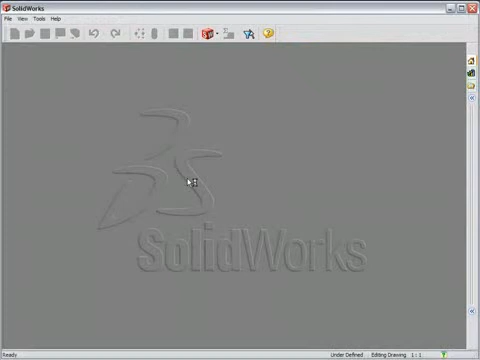 SolidWorks
File View Tools Help
SolidWorks
Ready Under Defined Editing Drawing 1 : 1